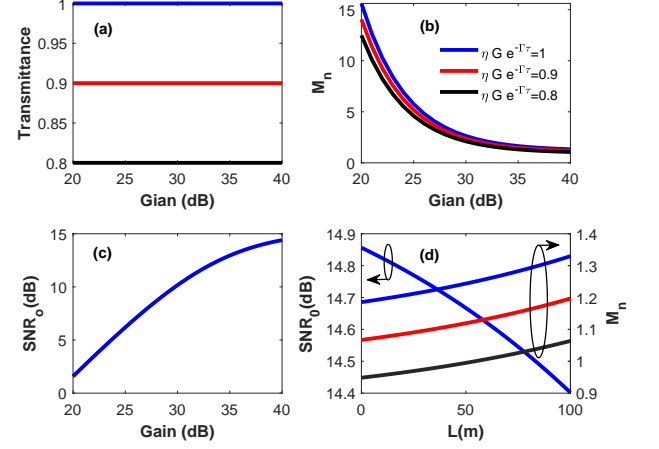 1
0.95
0.9
0.85
0.8
Transmittance
(a)
20 25 30 35 40
Gian (dB)
15
10
5
0
M_n
(b)
η G e^{-Γτ}=1
η G e^{-Γτ}=0.9
η G e^{-Γτ}=0.8
20 25 30 35 40
Gian (dB)
15
10
5
0
SNR_o(dB)
(c)
20 25 30 35 40
Gain (dB)
14.9
14.8
14.7
14.6
14.5
14.4
SNR_0(dB)
(d)
1.4
1.3
1.2
1.1
1
0.9
M_n
0 50 100
L(m)